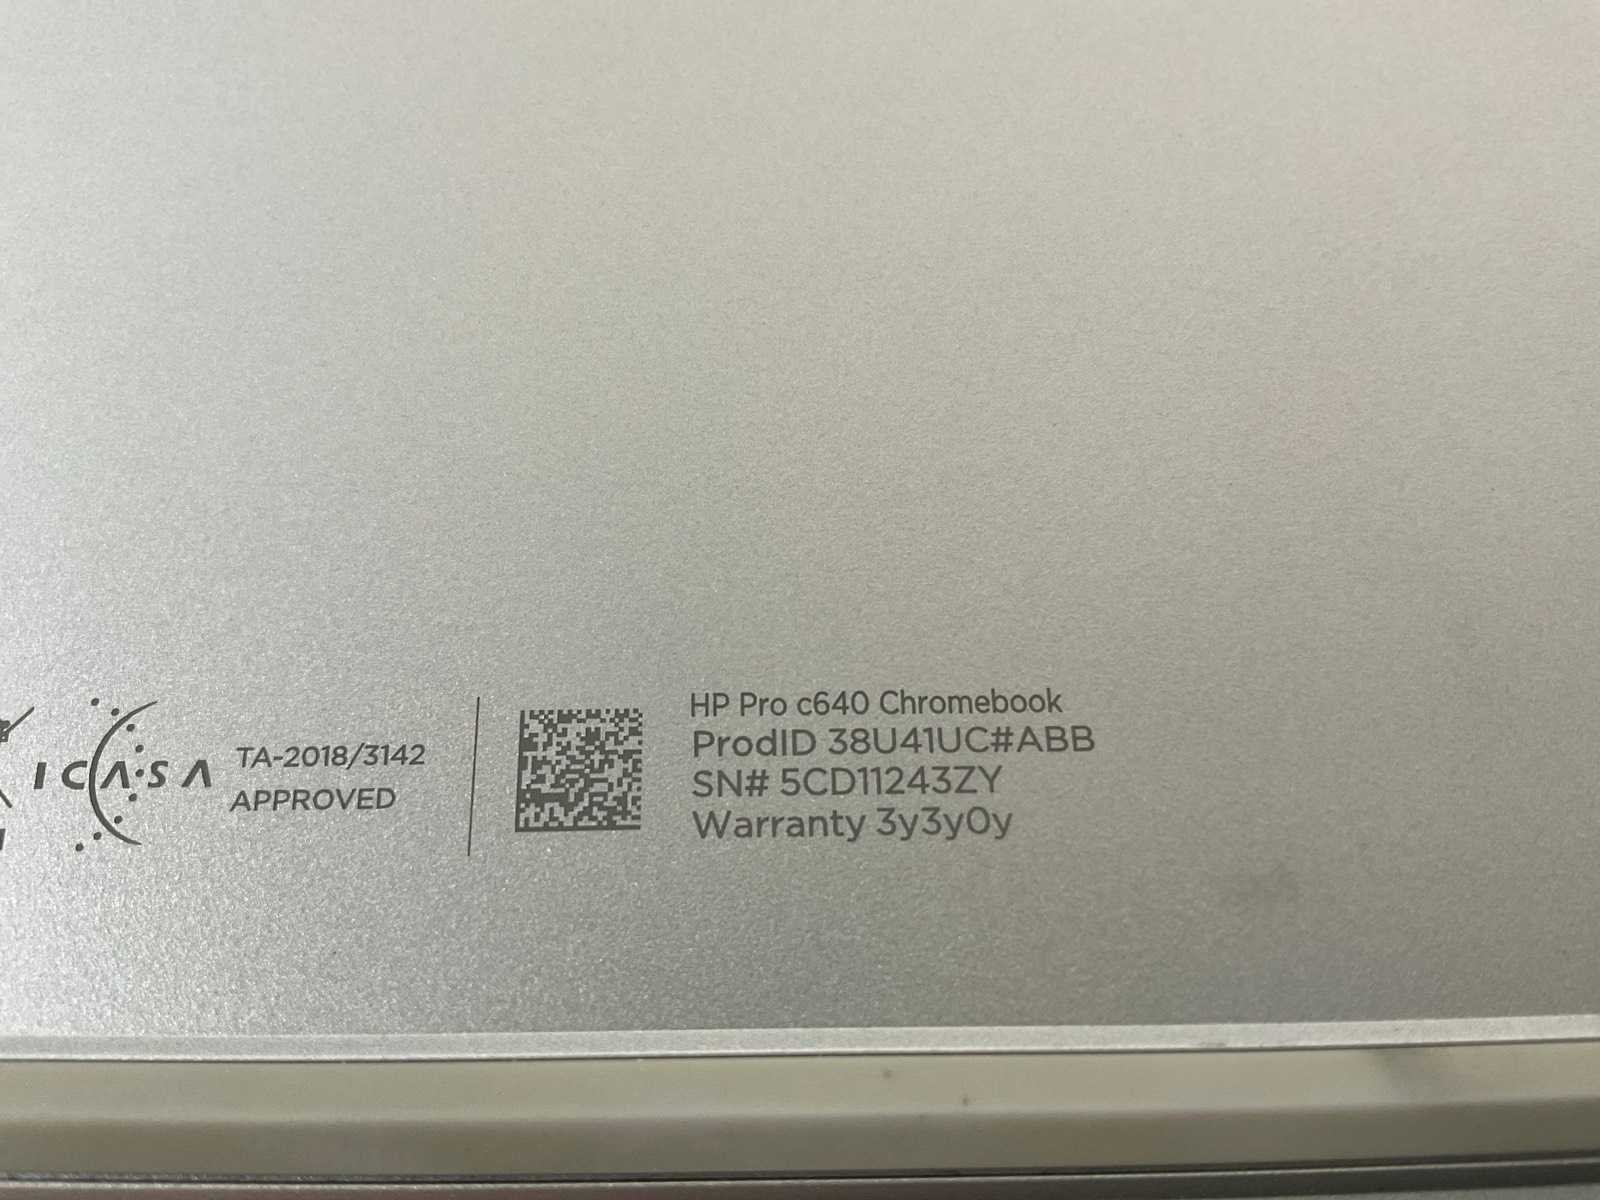 ICASA
TA-2018/3142
APPROVED
HP Pro c640 Chromebook
ProdID 38U41UC#ABB
SN# 5CD11243ZY
Warranty 3y3y0y